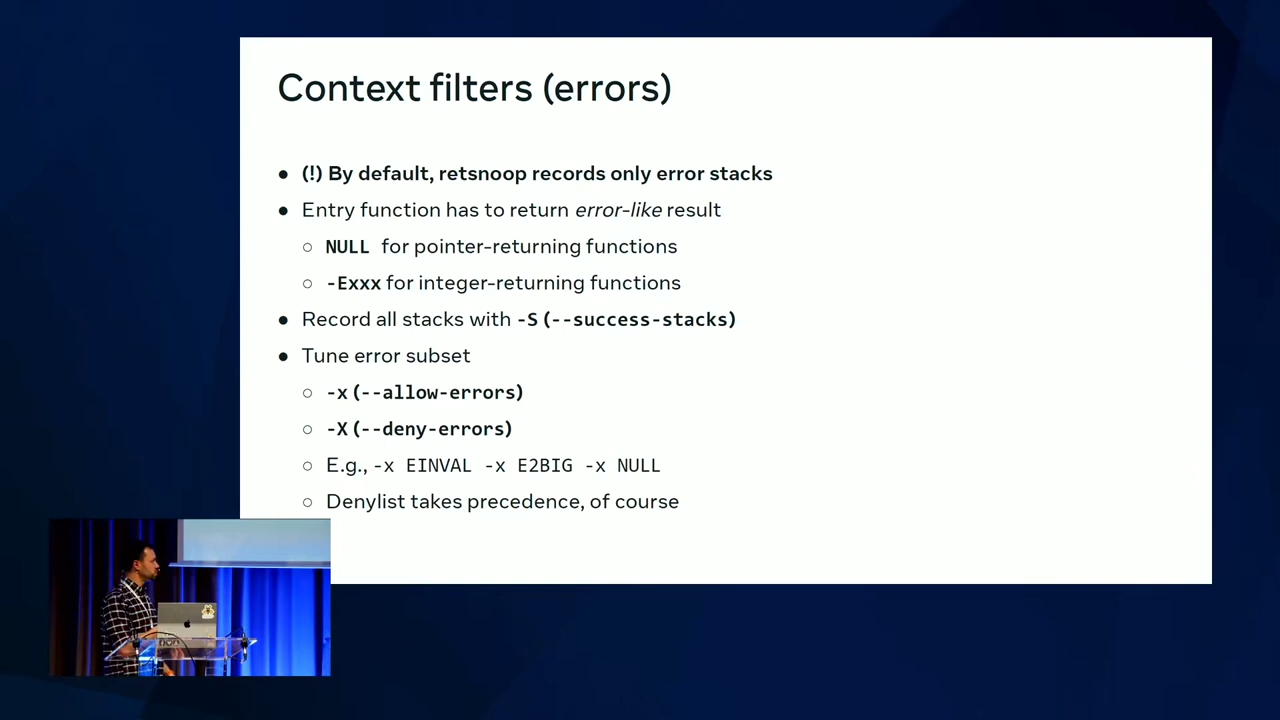 Context filters (errors)
● (!) By default, retsnoop records only error stacks
● Entry function has to return error-like result
○ NULL for pointer-returning functions
○ -Exxx for integer-returning functions
● Record all stacks with -S (--success-stacks)
● Tune error subset
○ -x (--allow-errors)
○ -X (--deny-errors)
○ E.g., -x EINVAL -x E2BIG -x NULL
○ Denylist takes precedence, of course